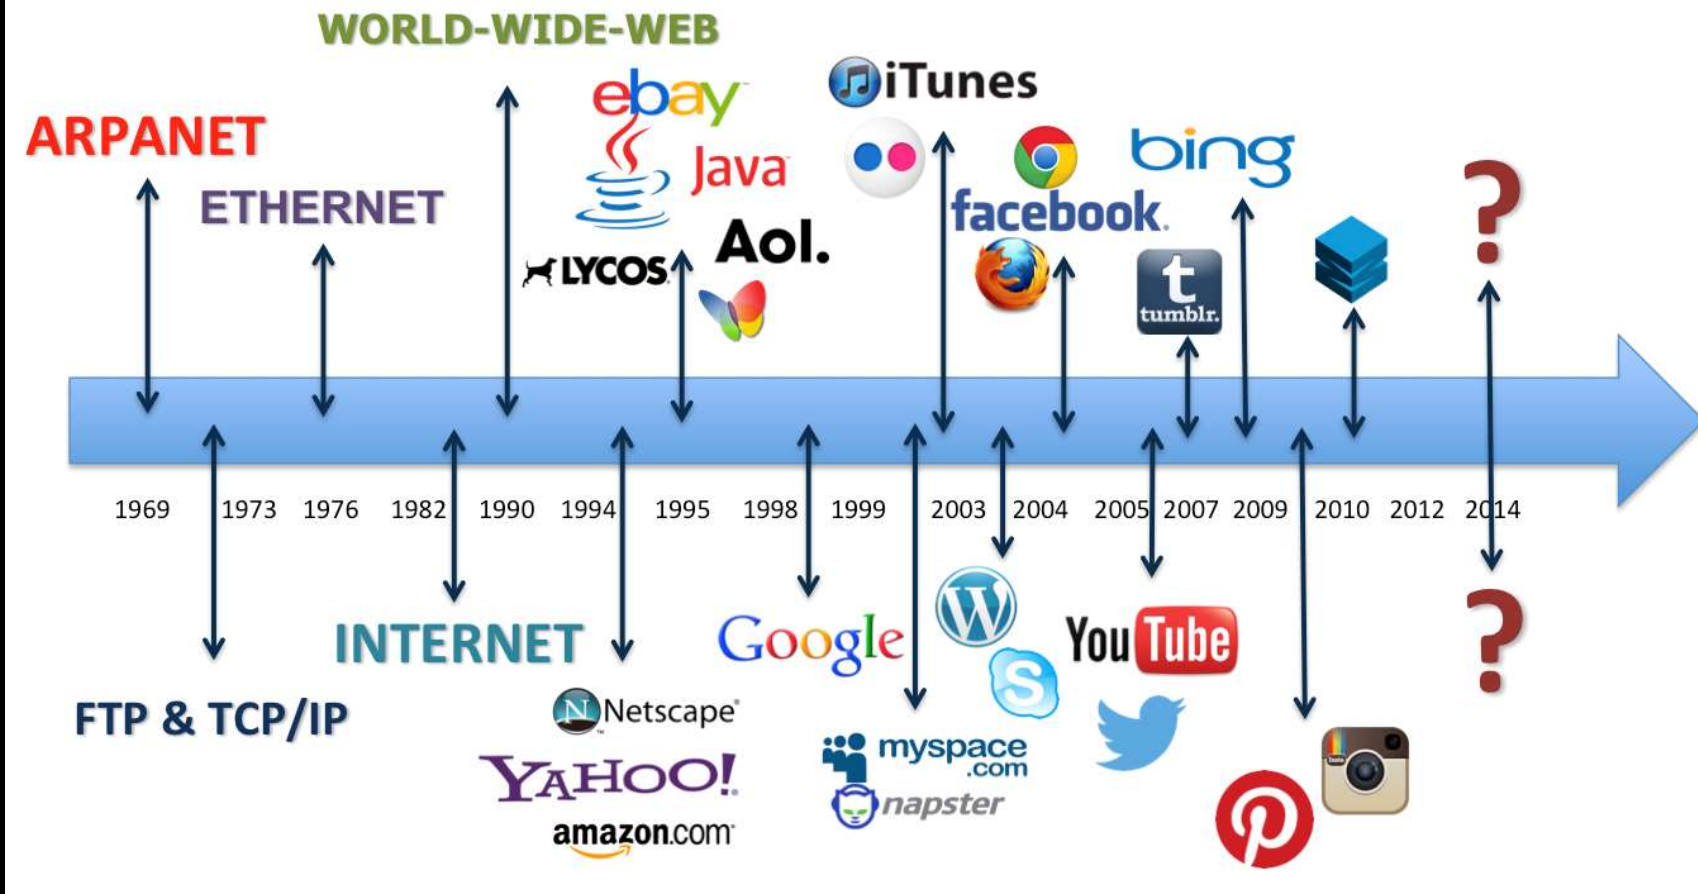 WORLD-WIDE-WEB
ebay
iTunes
ARPANET
Java
bing
ETHERNET
facebook.
Aol.
LYCOS
t
tumblr.
?
1969 1973 1976 1982 1990 1994 1995 1998 1999 2003 2004 2005 2007 2009 2010 2012 2014
INTERNET
Google
W
YouTube
S
?
FTP & TCP/IP
N Netscape®
YAHOO!
myspace
.com
napster
amazon.com
P